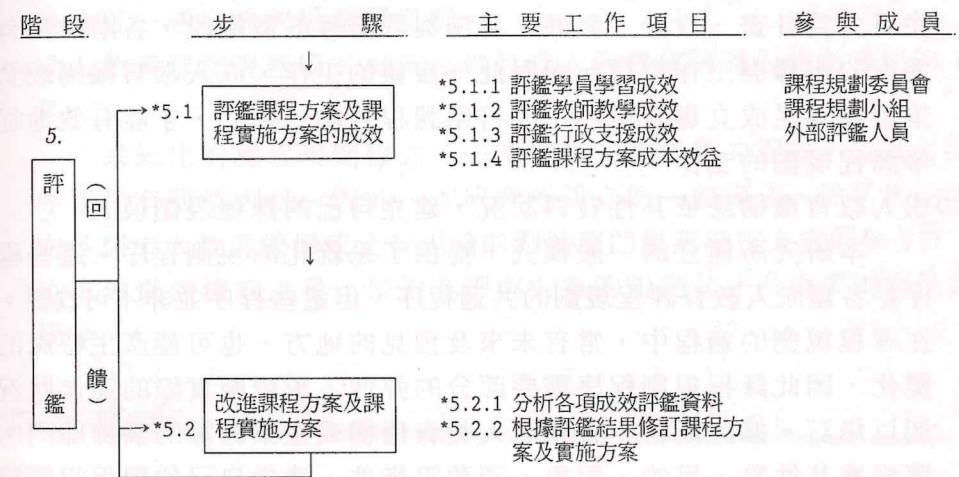 階段 步驟 主要工作項目 參與成員
5.
評鑑
(回饋
*5.1 評鑑課程方案及課
程實施方案的成效
*5.1.1 評鑑學員學習成效
*5.1.2 評鑑教師教學成效
*5.1.3 評鑑行政支援成效
*5.1.4 評鑑課程方案成本效益
課程規劃委員會
課程規劃小組
外部評鑑人員
*5.2 改進課程方案及課
程實施方案
*5.2.1 分析各項成效評鑑資料
*5.2.2 根據評鑑結果修訂課程方
案及實施方案